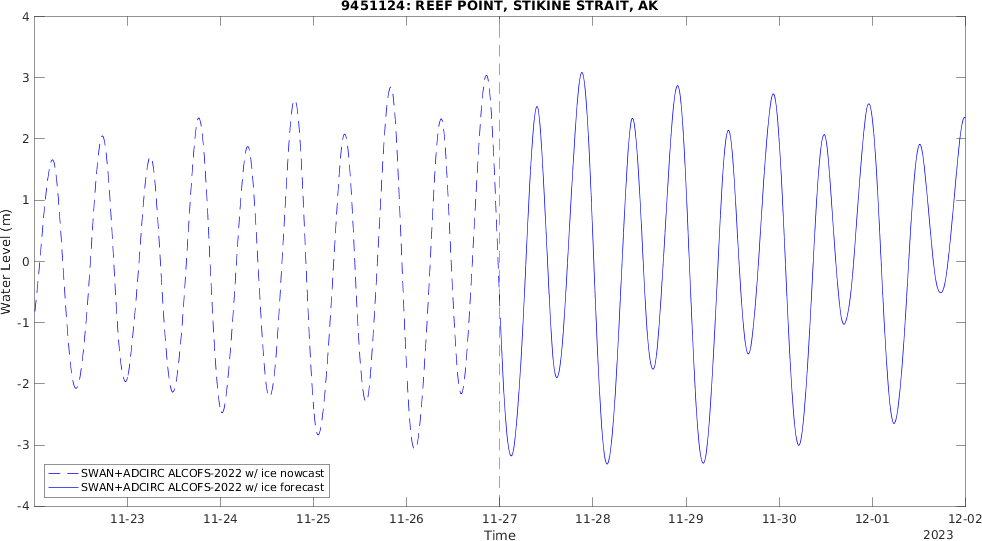 9451124: REEF POINT, STIKINE STRAIT, AK
4
3
2
1
0
-1
-2
-3
-4
Water Level (m)
SWAN+ADCIRC ALCOFS-2022 w/ ice nowcast
SWAN+ADCIRC ALCOFS-2022 w/ ice forecast
11-23 11-24 11-25 11-26 11-27 11-28 11-29 11-30 12-01 12-02
Time
2023